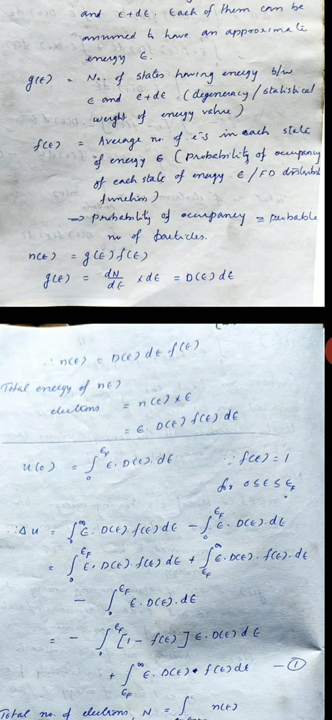 and ε+dε. Each of them can be
assumed to have an approximate
energy ε.
g(ε) = No. of states having energy b/w
ε and ε+dε (degeneracy/statistical
weight of energy value)
f(ε) = Average no. of e⁻s in each state
of energy ε (probability of occupancy
of each state of energy ε/FD distribution
function)
⇒ probability of occupancy = probable
no of particles.
n(ε) = g(ε) f(ε)
g(ε) = dN/dε × dε = D(ε) dε
∴ n(ε) = D(ε) dε. f(ε)
Total energy of n(ε)
electrons = n(ε) × ε
= ε. D(ε) f(ε) dε
u(0) = ∫₀^εF ε. D(ε). dε ∵ f(ε) = 1
for 0 ≤ ε ≤ εF
∴ Δu = ∫₀^∞ ε. D(ε). f(ε) dε − ∫₀^εF ε. D(ε). dε
= ∫₀^εF ε. D(ε). f(ε) dε + ∫εF^∞ ε. D(ε). f(ε). dε
− ∫₀^εF ε. D(ε). dε
= − ∫₀^εF [1 − f(ε)] ε. D(ε) dε
+ ∫εF^∞ ε. D(ε). f(ε) dε — ①
Total no. of electrons, N = ∫ n(ε)